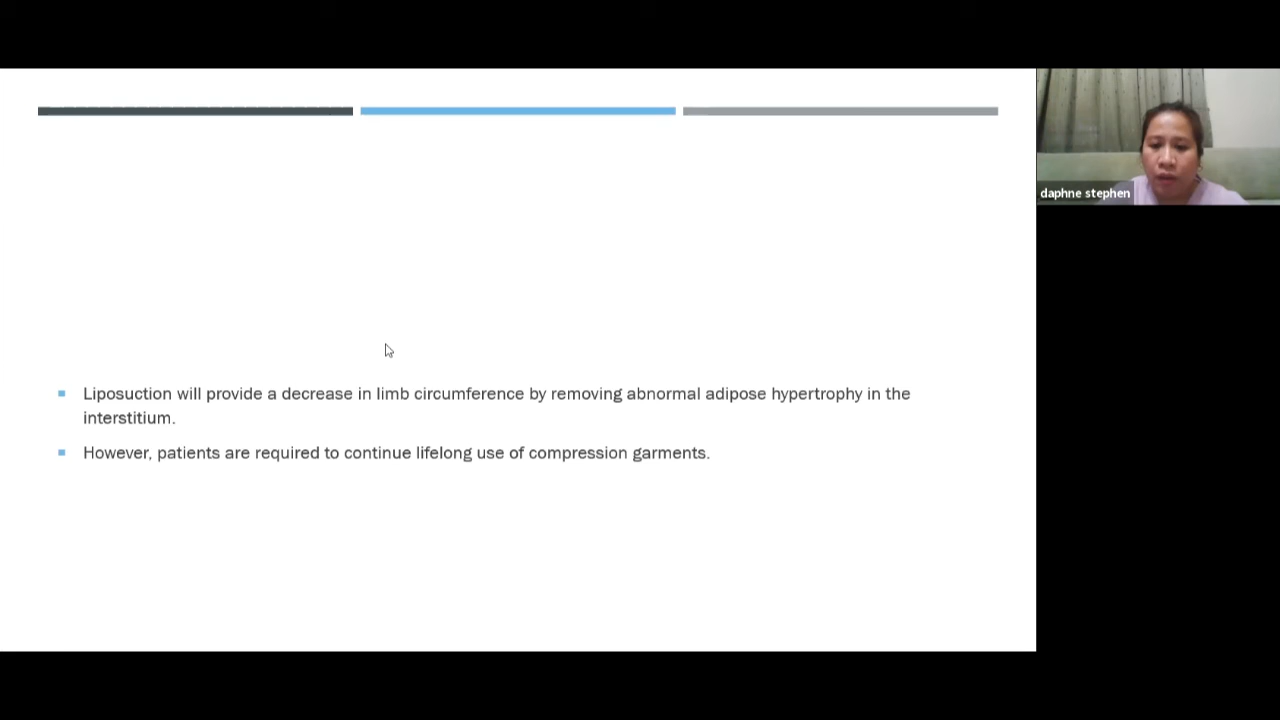 daphne stephen
Liposuction will provide a decrease in limb circumference by removing abnormal adipose hypertrophy in the
interstitium.
However, patients are required to continue lifelong use of compression garments.